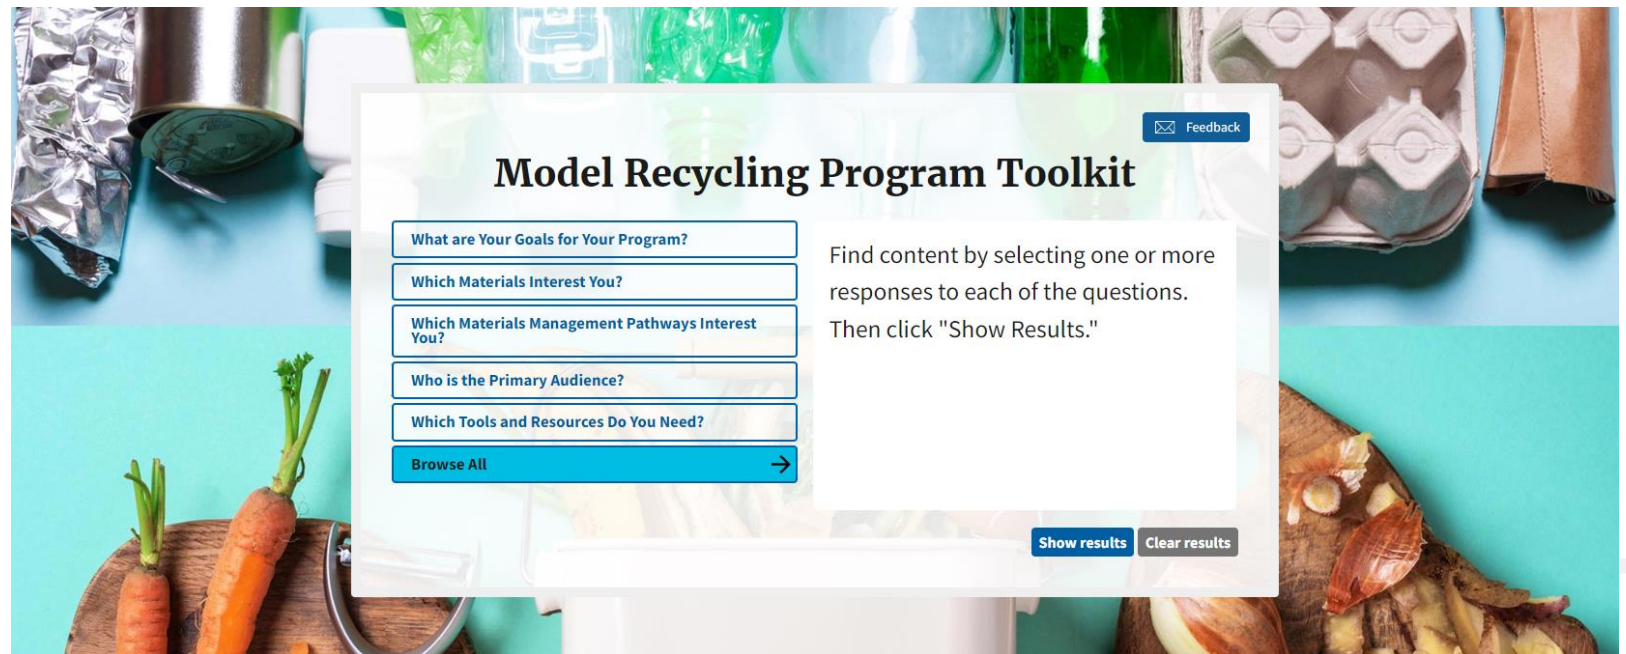 Feedback
Model Recycling Program Toolkit
What are Your Goals for Your Program?
Which Materials Interest You?
Which Materials Management Pathways Interest
You?
Who is the Primary Audience?
Which Tools and Resources Do You Need?
Browse All
Find content by selecting one or more
responses to each of the questions.
Then click "Show Results."
Show results
Clear results